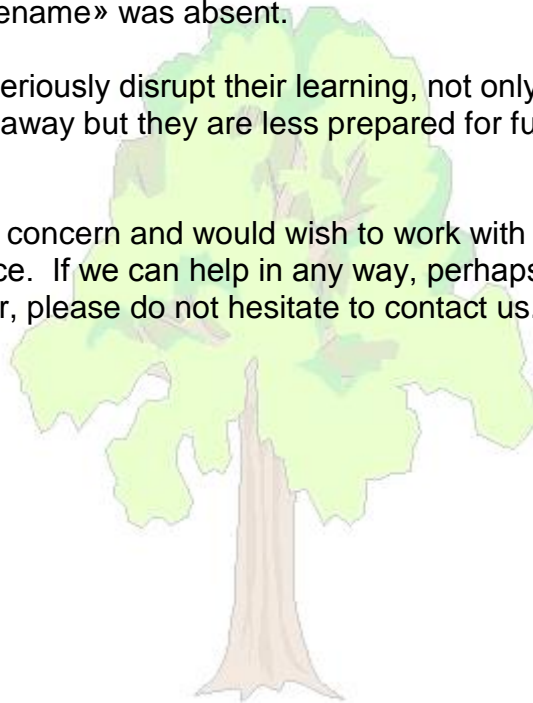 ename» was absent.
eriously disrupt their learning, not only
away but they are less prepared for fu
concern and would wish to work with
ce. If we can help in any way, perhaps
r, please do not hesitate to contact us.